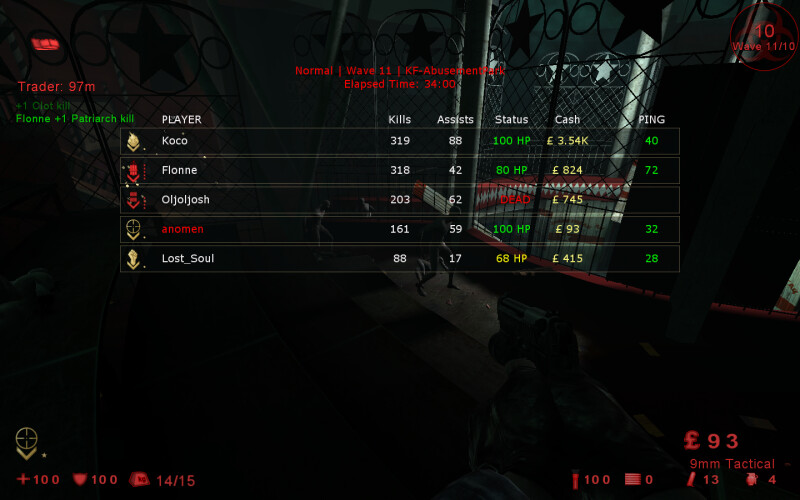 10
Wave 11/10
Normal | Wave 11 | KF-AbusementPark
Elapsed Time: 34:00
Trader: 97m
+1 Clot kill
Flonne +1 Patriarch kill
PLAYER Kills Assists Status Cash PING
Koco 319 88 100 HP £ 3.54K 40
Flonne 318 42 80 HP £ 824 72
Oljoljosh 203 62 DEAD £ 745
anomen 161 59 100 HP £ 93 32
Lost_Soul 88 17 68 HP £ 415 28
£ 93
9mm Tactical
100 100 14/15 100 0 13 4